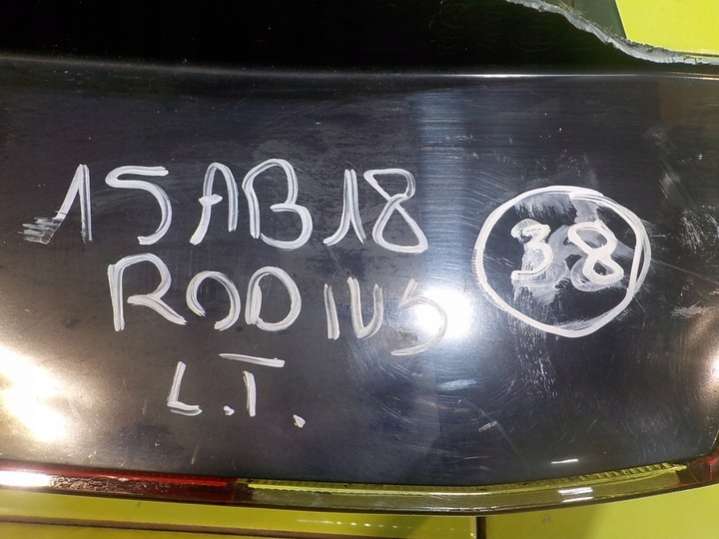 15AB18
RODIUS
L.T.
38